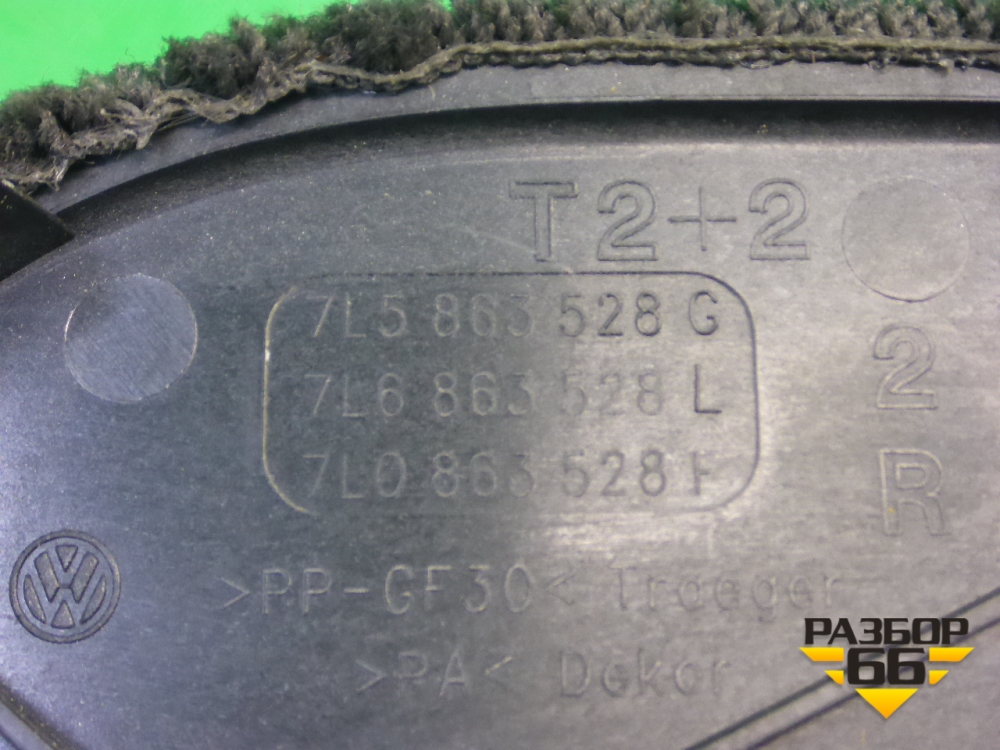 T2+2
7L5 863 528 G
7L6 863 528 L
7L0 863 528 F
2
R
>PP-GF30< Traeger
>PA< Dekor
РАЗБОР
66